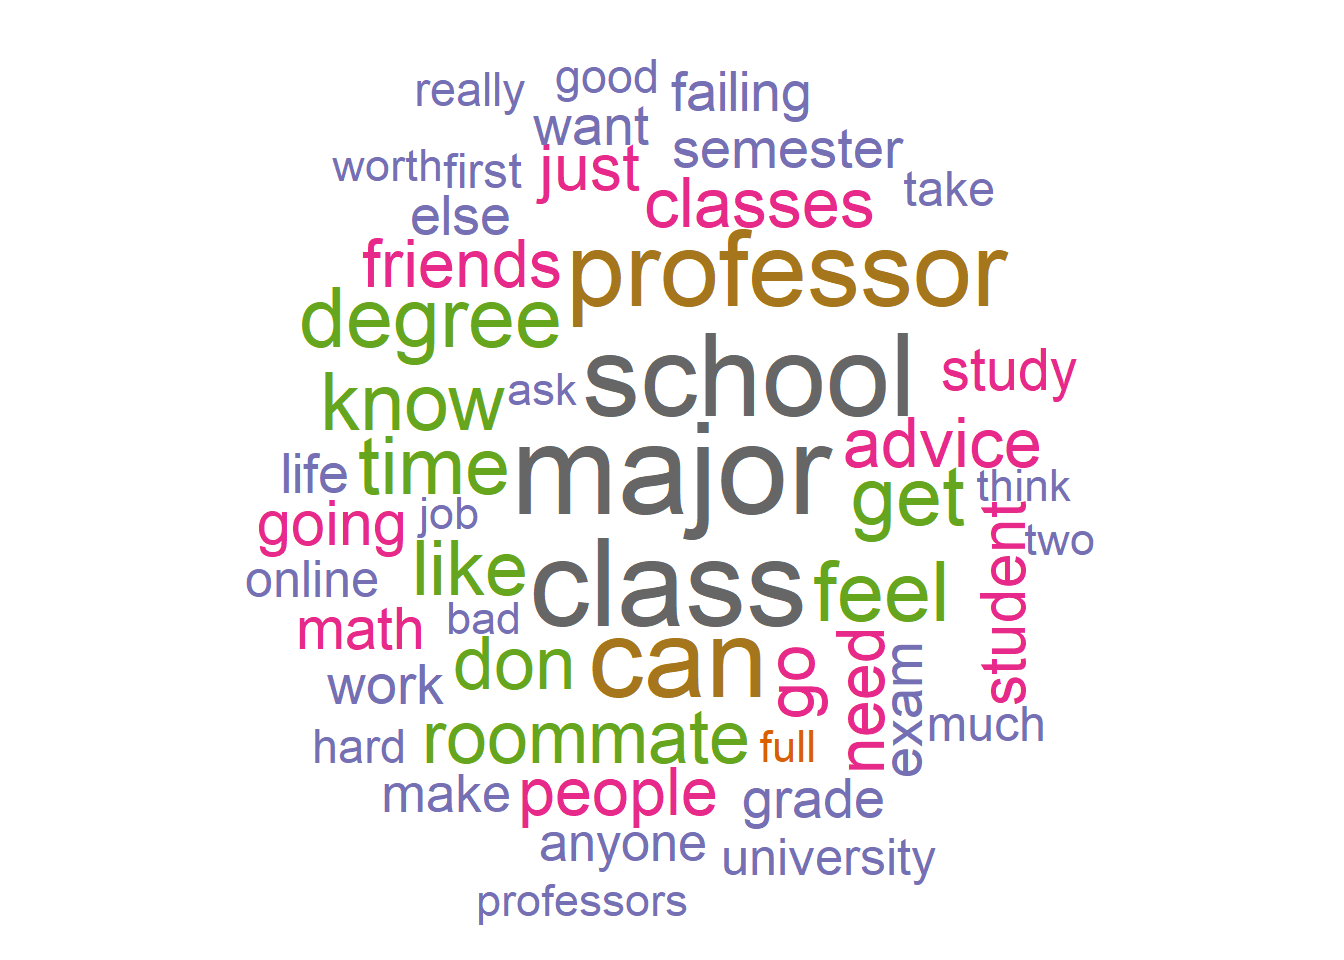 really
good
failing
want
semester
worth
first
just
classes
take
else
friends
professor
degree
school
study
know
ask
major
advice
life
time
get
think
going
job
student
two
online
like
class
feel
math
bad
don
can
go
need
exam
work
much
hard
roommate
full
make
people
grade
anyone
university
professors